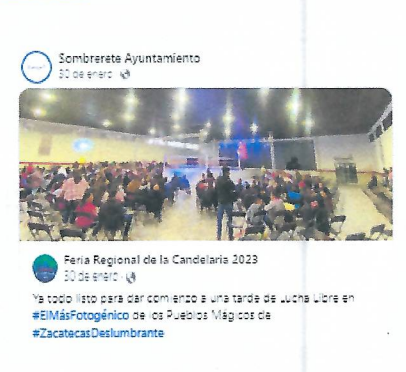 Sombrerete Ayuntamiento
30 de enero
Feria Regional de la Candelaria 2023
30 de enero
Ya todo listo para dar comienzo a una tarde de Lucha Libre en
#ElMásFotogénico de los Pueblos Mágicos de
#ZacatecasDeslumbrante